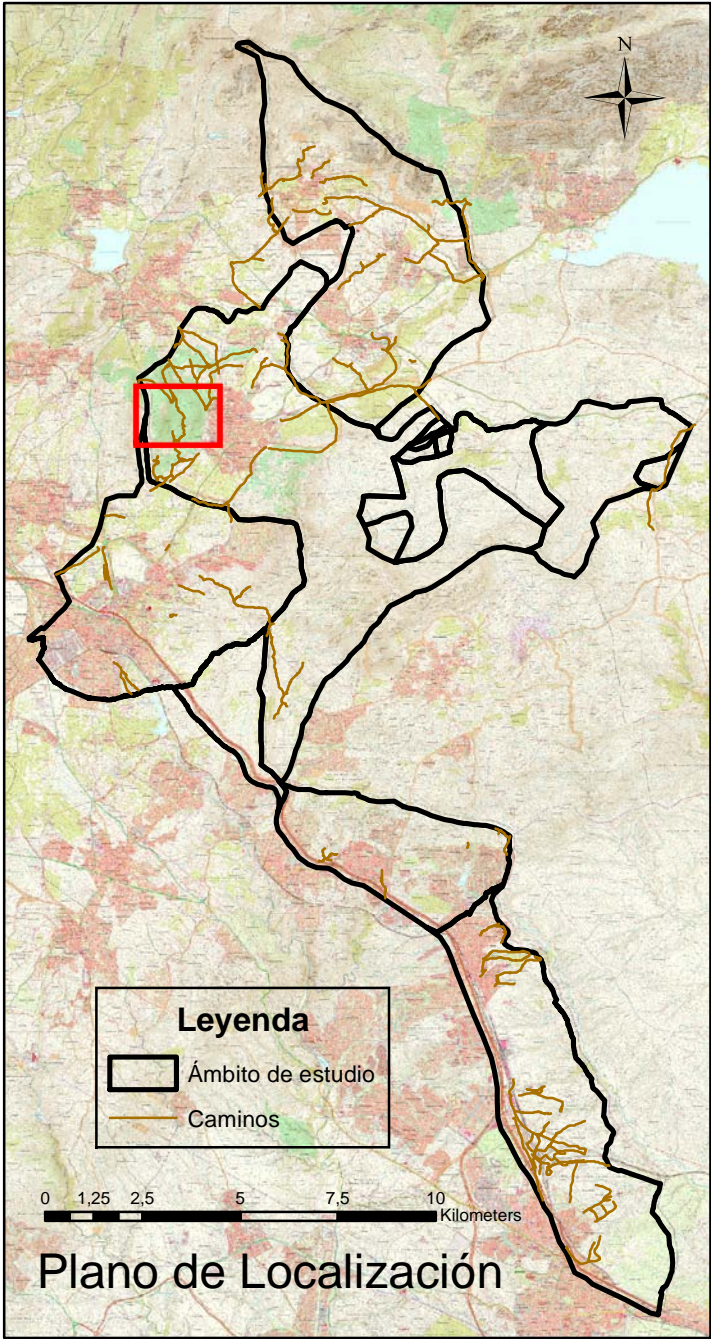 N
Leyenda
Ámbito de estudio
Caminos
0 1,25 2,5 5 7,5 10
Kilometers
Plano de Localización